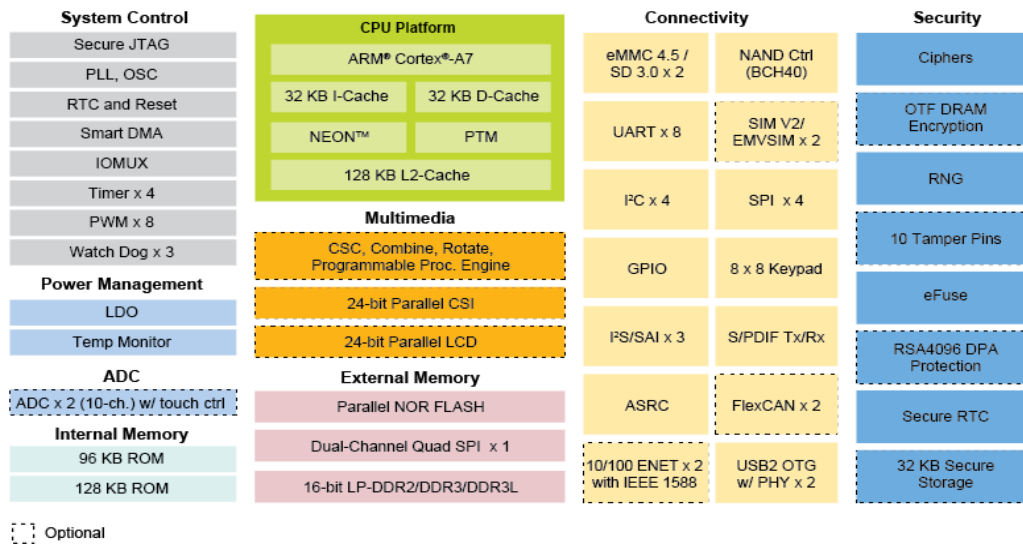 System Control
Secure JTAG
PLL, OSC
RTC and Reset
Smart DMA
IOMUX
Timer x 4
PWM x 8
Watch Dog x 3
Power Management
LDO
Temp Monitor
ADC
ADC x 2 (10-ch.) w/ touch ctrl
Internal Memory
96 KB ROM
128 KB ROM
Optional
CPU Platform
ARM® Cortex®-A7
32 KB I-Cache
32 KB D-Cache
NEON™
PTM
128 KB L2-Cache
Multimedia
CSC, Combine, Rotate,
Programmable Proc. Engine
24-bit Parallel CSI
24-bit Parallel LCD
External Memory
Parallel NOR FLASH
Dual-Channel Quad SPI x 1
16-bit LP-DDR2/DDR3/DDR3L
Connectivity
eMMC 4.5 /
SD 3.0 x 2
NAND Ctrl
(BCH40)
UART x 8
SIM V2/
EMVSIM x 2
I²C x 4
SPI x 4
GPIO
8 x 8 Keypad
I²S/SAI x 3
S/PDIF Tx/Rx
ASRC
FlexCAN x 2
10/100 ENET x 2
with IEEE 1588
USB2 OTG
w/ PHY x 2
Security
Ciphers
OTF DRAM
Encryption
RNG
10 Tamper Pins
eFuse
RSA4096 DPA
Protection
Secure RTC
32 KB Secure
Storage